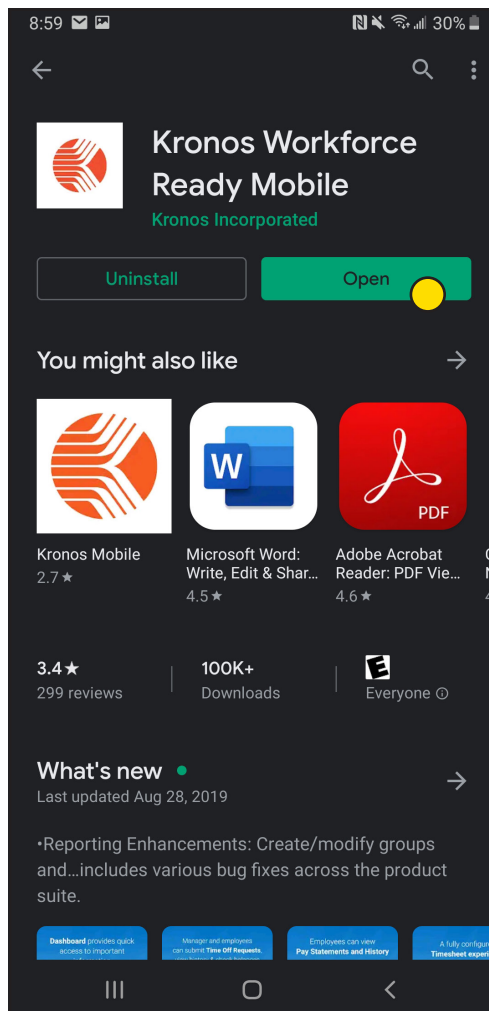 8:59 30%
Kronos Workforce
Ready Mobile
Kronos Incorporated
Uninstall Open
You might also like
W PDF
Kronos Mobile Microsoft Word: Adobe Acrobat
Write, Edit & Shar... Reader: PDF Vie...
2.7★
4.5★ 4.6★
3.4★ 100K+ E
299 reviews Downloads Everyone
What's new
Last updated Aug 28, 2019
•Reporting Enhancements: Create/modify groups
and...includes various bug fixes across the product
suite.
Dashboard provides quick Manager and employees Employees can view A fully configur
access to important can submit Time Off Requests, Pay Statements and History Timesheet experi